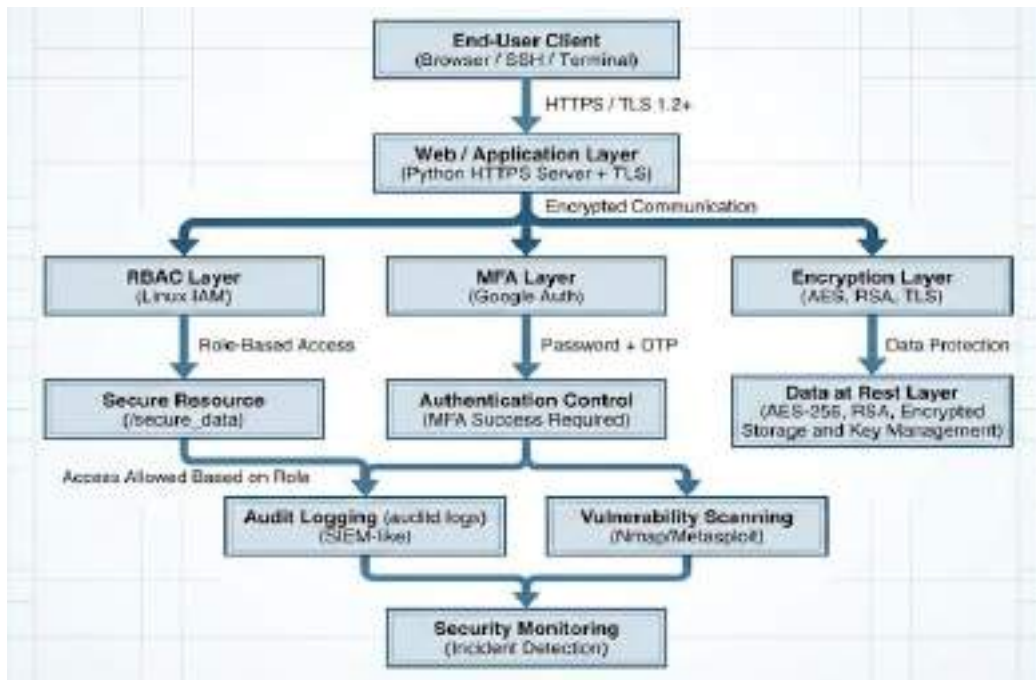 End-User Client
(Browser / SSH / Terminal)
HTTPS / TLS 1.2+
Web / Application Layer
(Python HTTPS Server + TLS)
Encrypted Communication
RBAC Layer
(Linux IAM)
MFA Layer
(Google Auth)
Encryption Layer
(AES, RSA, TLS)
Role-Based Access
Password + OTP
Data Protection
Secure Resource
(/secure_data)
Authentication Control
(MFA Success Required)
Data at Rest Layer
(AES-256, RSA, Encrypted
Storage and Key Management)
Access Allowed Based on Role
Audit Logging (auditd logs)
(SIEM-like)
Vulnerability Scanning
(Nmap/Metasploit)
Security Monitoring
(Incident Detection)